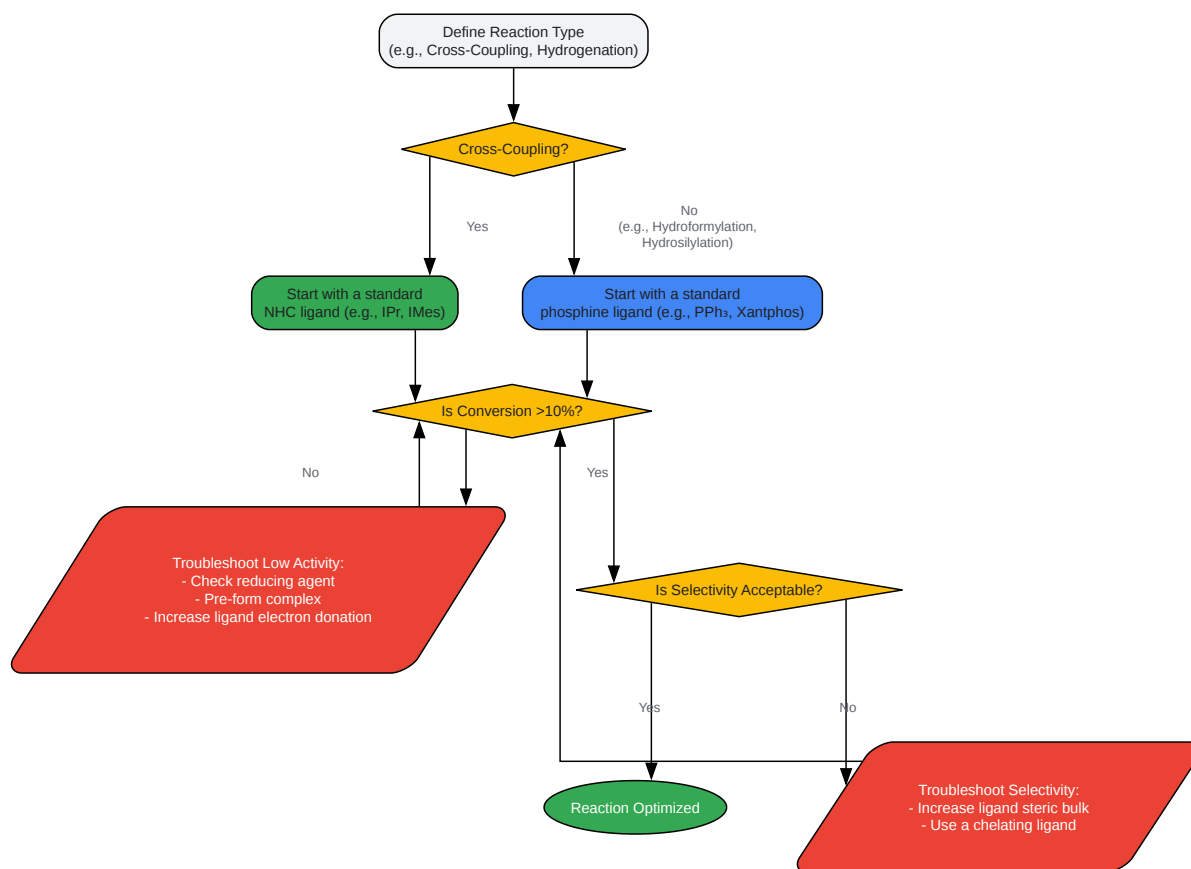 Define Reaction Type
(e.g., Cross-Coupling, Hydrogenation)
Cross-Coupling?
Yes
No
(e.g., Hydroformylation,
Hydrosilylation)
Start with a standard
NHC ligand (e.g., IPr, IMes)
Start with a standard
phosphine ligand (e.g., PPh₃, Xantphos)
Is Conversion >10%?
No
Yes
Troubleshoot Low Activity:
- Check reducing agent
- Pre-form complex
- Increase ligand electron donation
Is Selectivity Acceptable?
Yes
No
Reaction Optimized
Troubleshoot Selectivity:
- Increase ligand steric bulk
- Use a chelating ligand